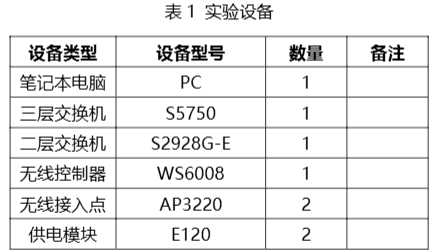 表 1 实验设备
设备类型 设备型号 数量 备注
笔记本电脑 PC 1
三层交换机 S5750 1
二层交换机 S2928G-E 1
无线控制器 WS6008 1
无线接入点 AP3220 2
供电模块 E120 2